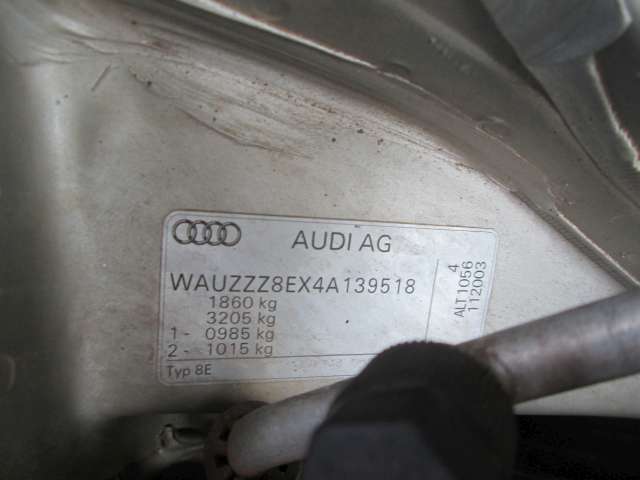 AUDI AG
WAUZZZ8EX4A139518
1860 kg
3205 kg
1- 0985 kg
2- 1015 kg
Typ 8E
4
ALT 1056
112003